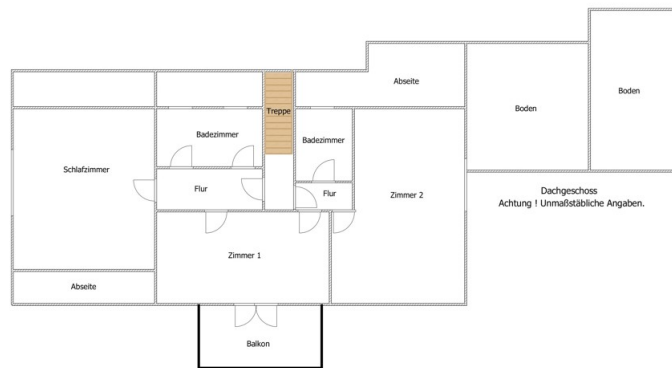 Abseite
Boden
Boden
Treppe
Badezimmer
Badezimmer
Schlafzimmer
Flur
Flur
Zimmer 2
Dachgeschoss
Achtung ! Unmaßstäbliche Angaben.
Zimmer 1
Abseite
Balkon